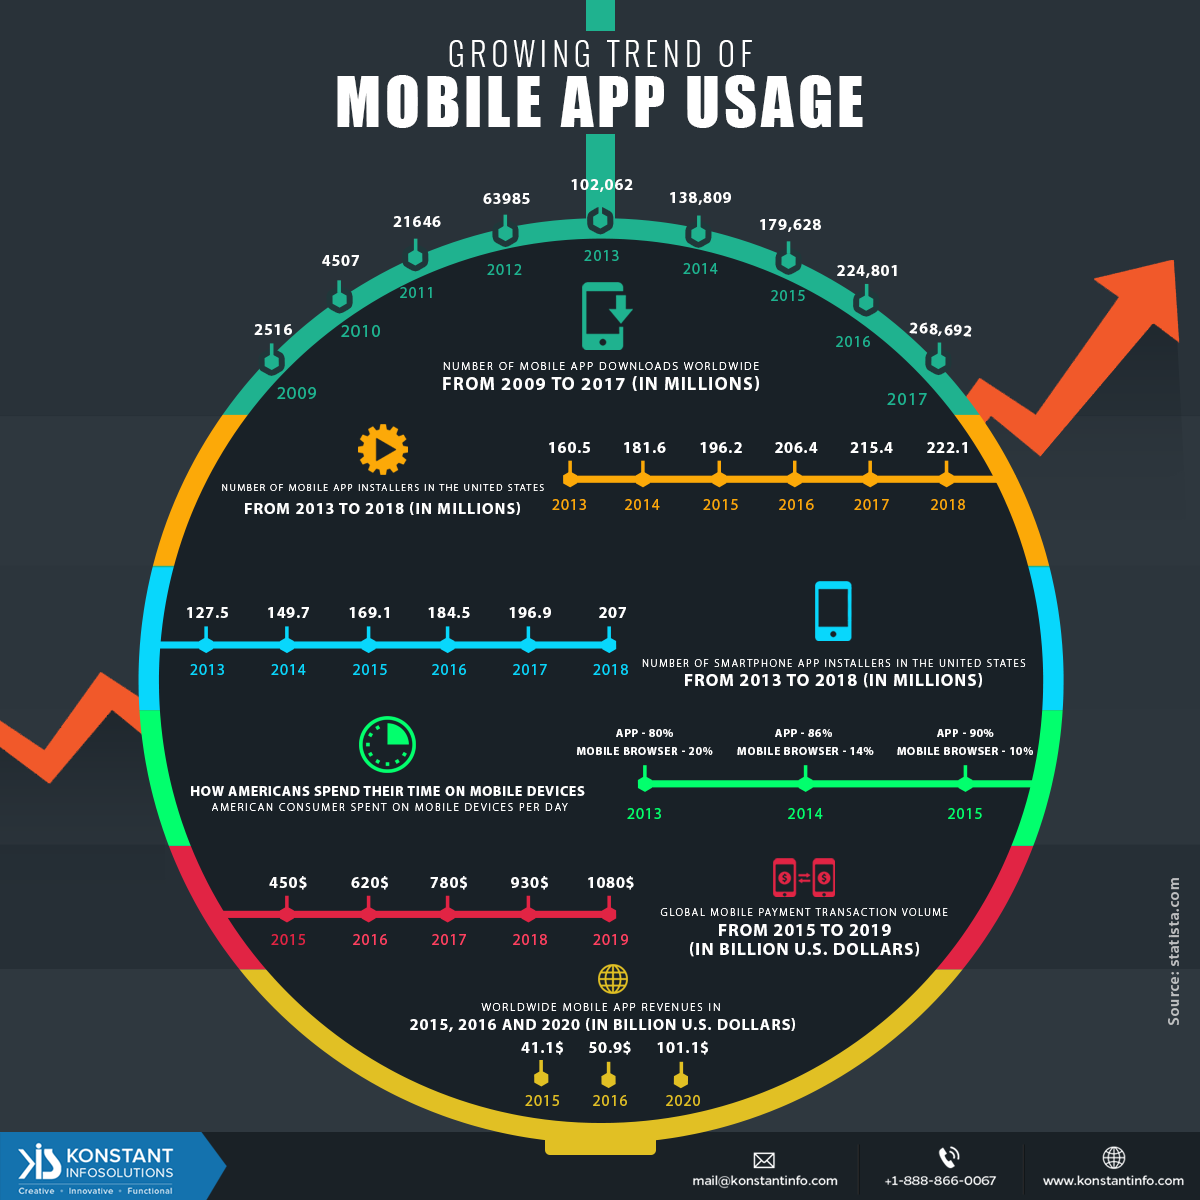 GROWING TREND OF
MOBILE APP USAGE
2516
4507
21646
63985
102,062
138,809
179,628
224,801
268,692
2009
2010
2011
2012
2013
2014
2015
2016
2017
NUMBER OF MOBILE APP DOWNLOADS WORLDWIDE
FROM 2009 TO 2017 (IN MILLIONS)
NUMBER OF MOBILE APP INSTALLERS IN THE UNITED STATES
FROM 2013 TO 2018 (IN MILLIONS)
160.5 181.6 196.2 206.4 215.4 222.1
2013 2014 2015 2016 2017 2018
127.5 149.7 169.1 184.5 196.9 207
2013 2014 2015 2016 2017 2018
NUMBER OF SMARTPHONE APP INSTALLERS IN THE UNITED STATES
FROM 2013 TO 2018 (IN MILLIONS)
HOW AMERICANS SPEND THEIR TIME ON MOBILE DEVICES
AMERICAN CONSUMER SPENT ON MOBILE DEVICES PER DAY
APP - 80% APP - 86% APP - 90%
MOBILE BROWSER - 20% MOBILE BROWSER - 14% MOBILE BROWSER - 10%
2013 2014 2015
450$ 620$ 780$ 930$ 1080$
2015 2016 2017 2018 2019
GLOBAL MOBILE PAYMENT TRANSACTION VOLUME
FROM 2015 TO 2019
(IN BILLION U.S. DOLLARS)
WORLDWIDE MOBILE APP REVENUES IN
2015, 2016 AND 2020 (IN BILLION U.S. DOLLARS)
41.1$ 50.9$ 101.1$
2015 2016 2020
Source: statista.com
KIS KONSTANT
INFOSOLUTIONS
Creative • Innovative • Functional
mail@konstantinfo.com
+1-888-866-0067
www.konstantinfo.com